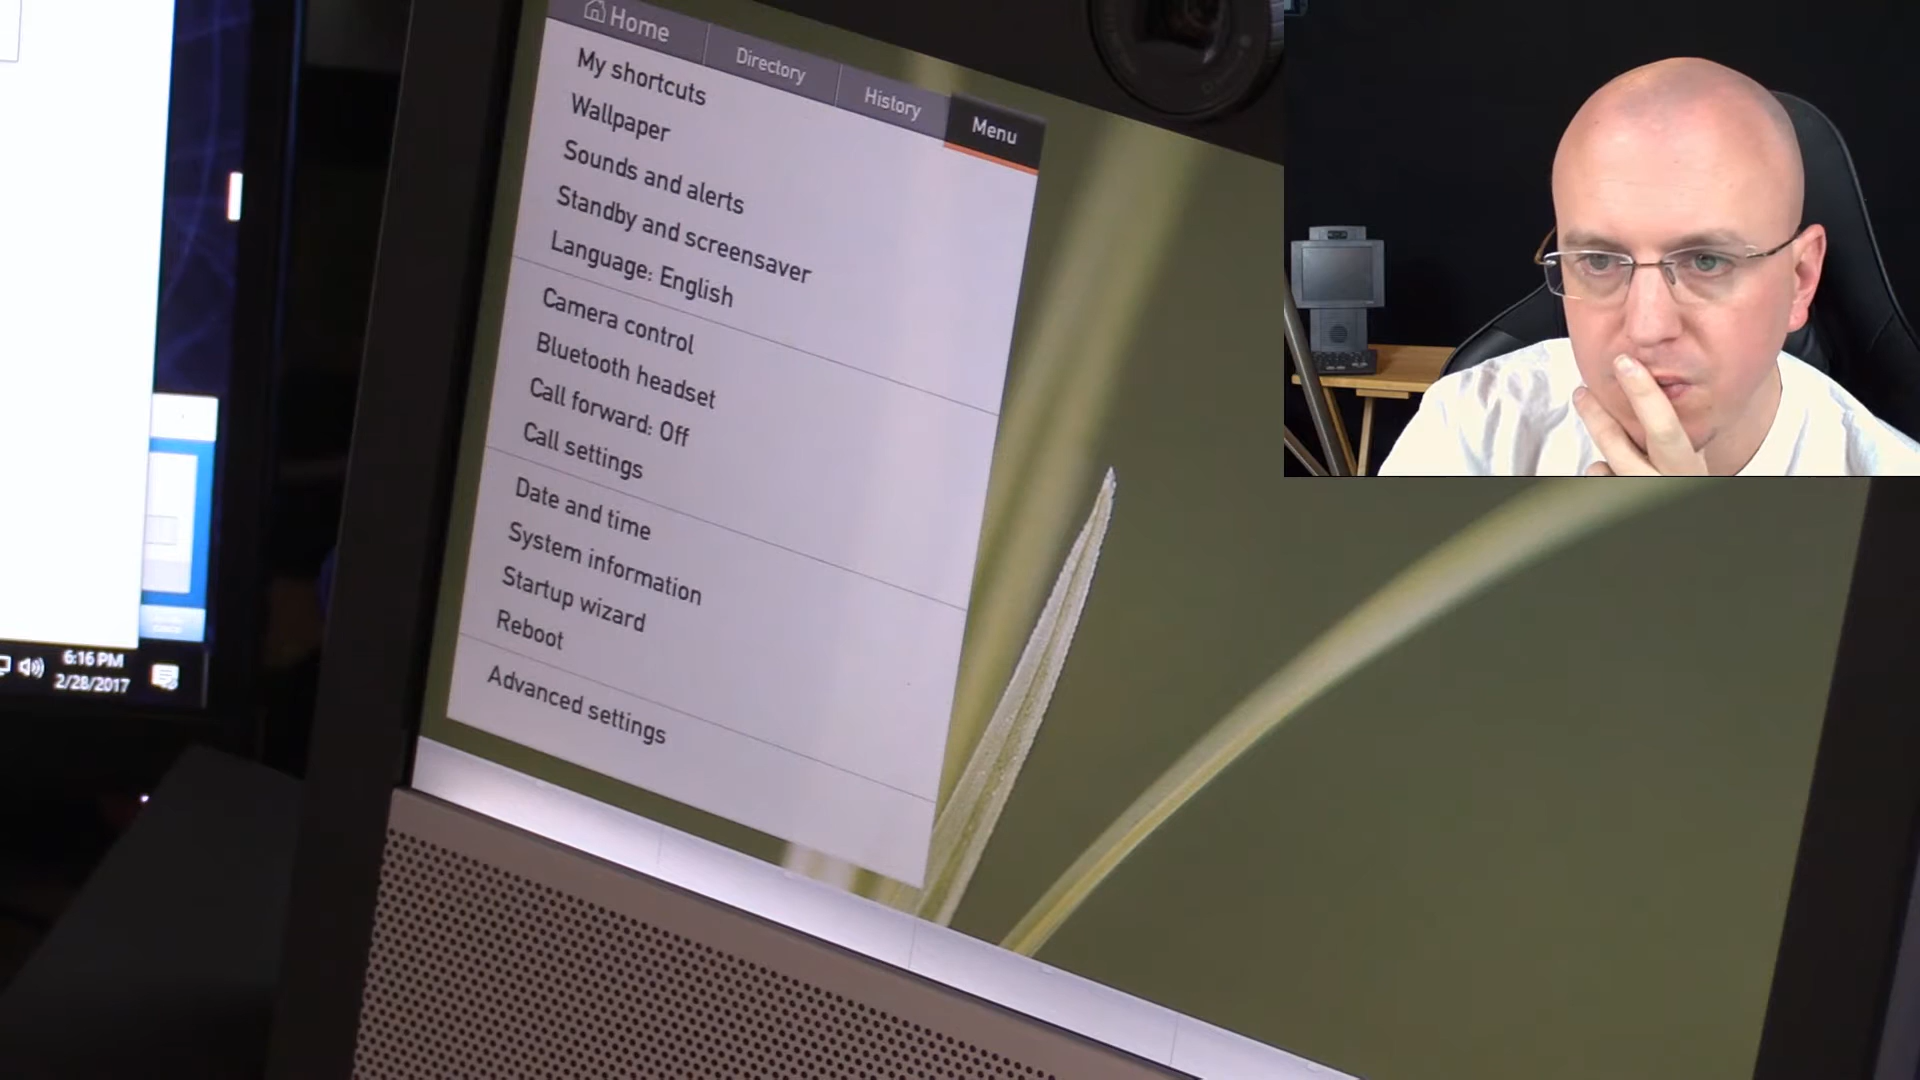 Home
Directory
History
Menu
My shortcuts
Wallpaper
Sounds and alerts
Standby and screensaver
Language: English
Camera control
Bluetooth headset
Call forward: Off
Call settings
Date and time
System information
Startup wizard
Reboot
Advanced settings
6:16 PM
2/28/2017